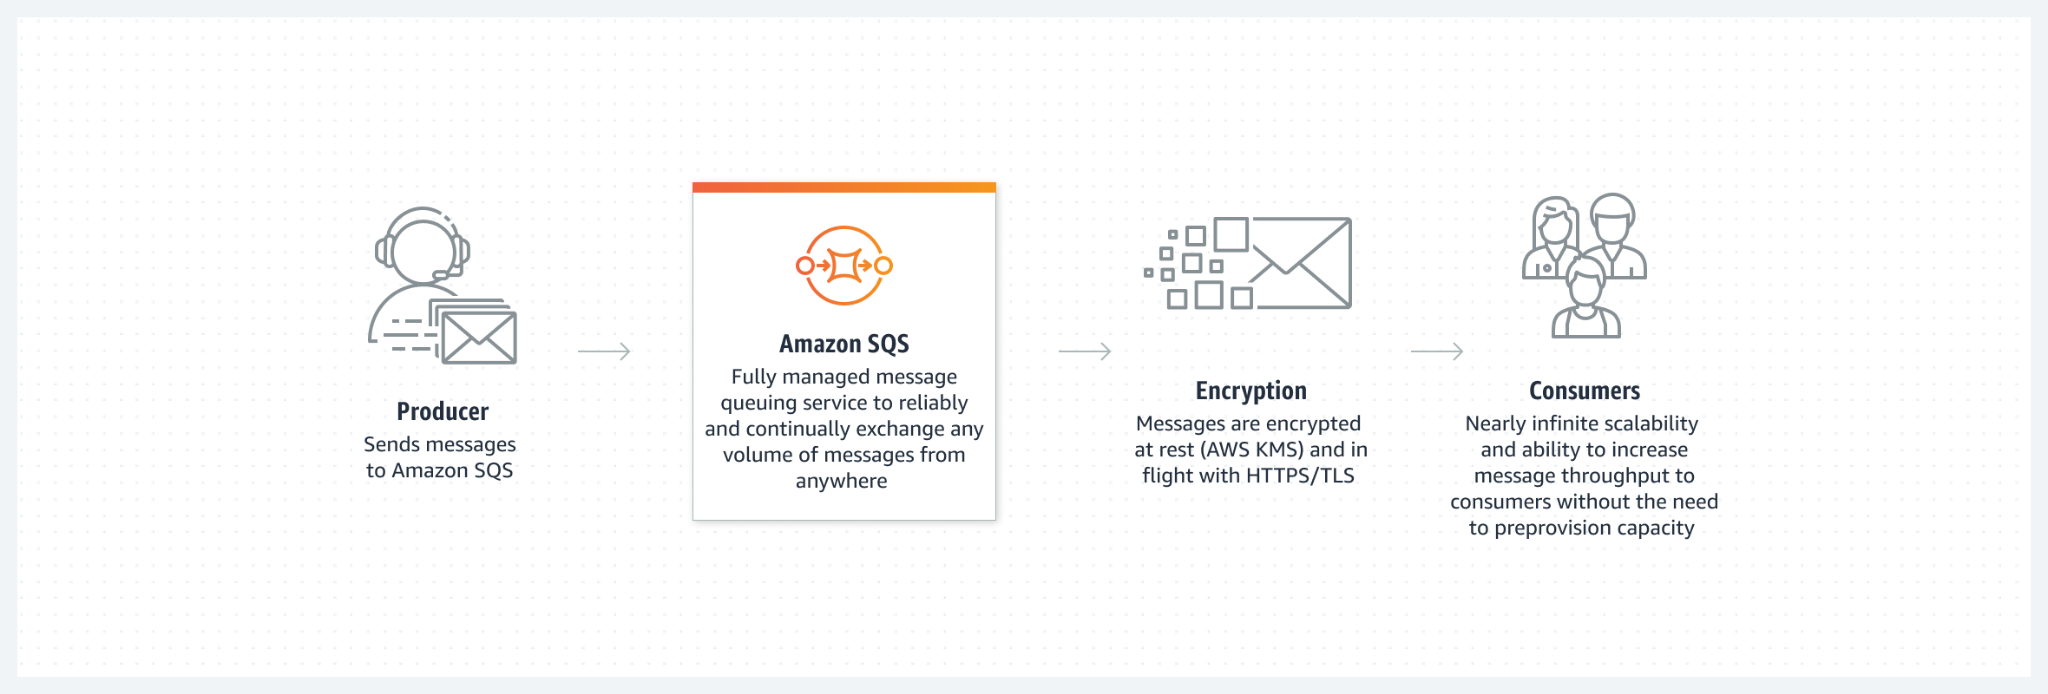 Producer
Sends messages
to Amazon SQS
Amazon SQS
Fully managed message
queuing service to reliably
and continually exchange any
volume of messages from
anywhere
Encryption
Messages are encrypted
at rest (AWS KMS) and in
flight with HTTPS/TLS
Consumers
Nearly infinite scalability
and ability to increase
message throughput to
consumers without the need
to preprovision capacity